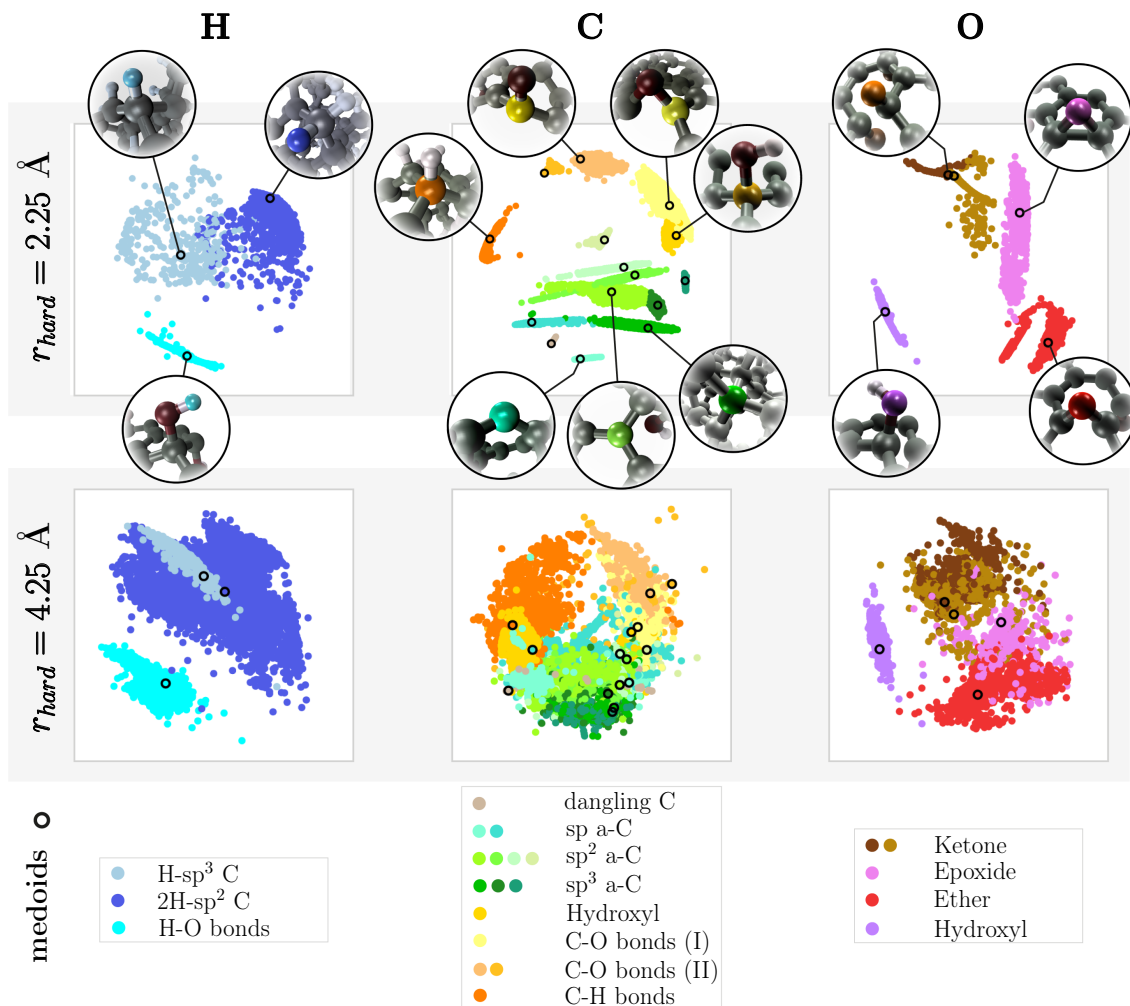 H C O
r_hard = 2.25 Å
r_hard = 4.25 Å
medoids
H-sp³ C
2H-sp² C
H-O bonds
dangling C
sp a-C
sp² a-C
sp³ a-C
Hydroxyl
C-O bonds (I)
C-O bonds (II)
C-H bonds
Ketone
Epoxide
Ether
Hydroxyl